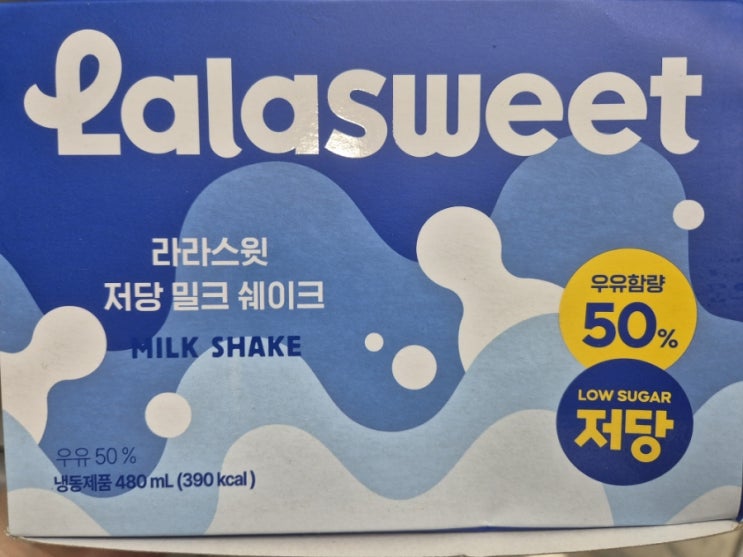 Lalasweet
라라스윗
저당 밀크 쉐이크
MILK SHAKE
우유함량
50%
LOW SUGAR
저당
우유 50%
냉동제품 480 mL (390 kcal)